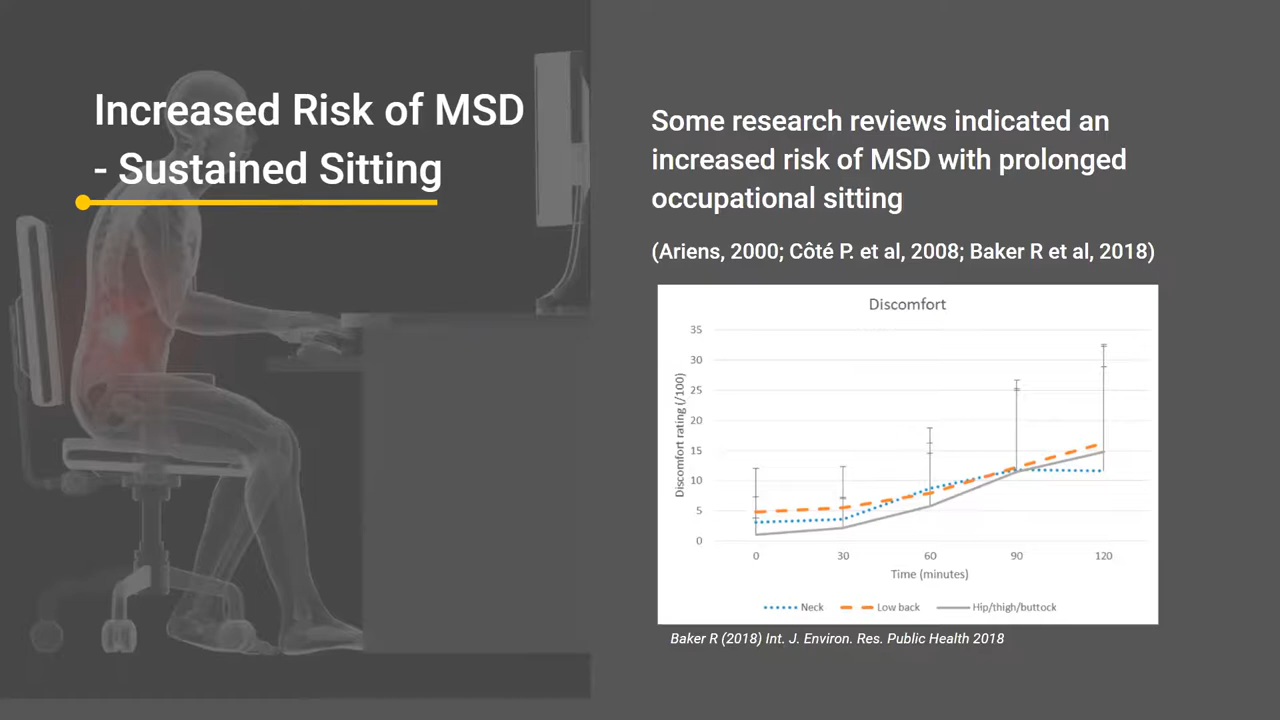 Increased Risk of MSD
- Sustained Sitting
Some research reviews indicated an
increased risk of MSD with prolonged
occupational sitting
(Ariens, 2000; Côté P. et al, 2008; Baker R et al, 2018)
Discomfort
35
30
25
20
15
10
5
0
Discomfort rating (/100)
0 30 60 90 120
Time (minutes)
Neck Low back Hip/thigh/buttock
Baker R (2018) Int. J. Environ. Res. Public Health 2018